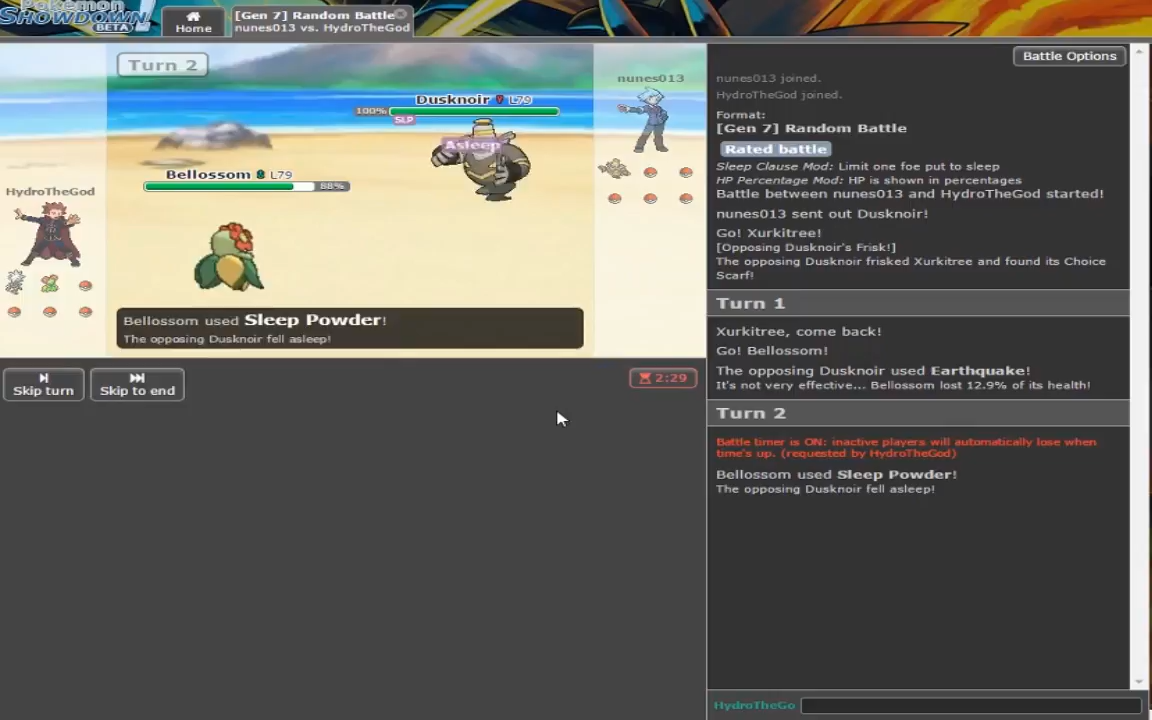 Pokémon
SHOWDOWN
BETA
Home
[Gen 7] Random Battle
nunes013 vs. HydroTheGod
Turn 2
Dusknoir L79
100%
SLP
Asleep
Bellossom L79
88%
HydroTheGod
nunes013
Bellossom used Sleep Powder!
The opposing Dusknoir fell asleep!
Skip turn
Skip to end
2:29
Battle Options
nunes013 joined.
HydroTheGod joined.
Format:
[Gen 7] Random Battle
Rated battle
Sleep Clause Mod: Limit one foe put to sleep
HP Percentage Mod: HP is shown in percentages
Battle between nunes013 and HydroTheGod started!
nunes013 sent out Dusknoir!
Go! Xurkitree!
[Opposing Dusknoir's Frisk!]
The opposing Dusknoir frisked Xurkitree and found its Choice
Scarf!
Turn 1
Xurkitree, come back!
Go! Bellossom!
The opposing Dusknoir used Earthquake!
It's not very effective... Bellossom lost 12.9% of its health!
Turn 2
Battle timer is ON: inactive players will automatically lose when
time's up. (requested by HydroTheGod)
Bellossom used Sleep Powder!
The opposing Dusknoir fell asleep!
HydroTheGo